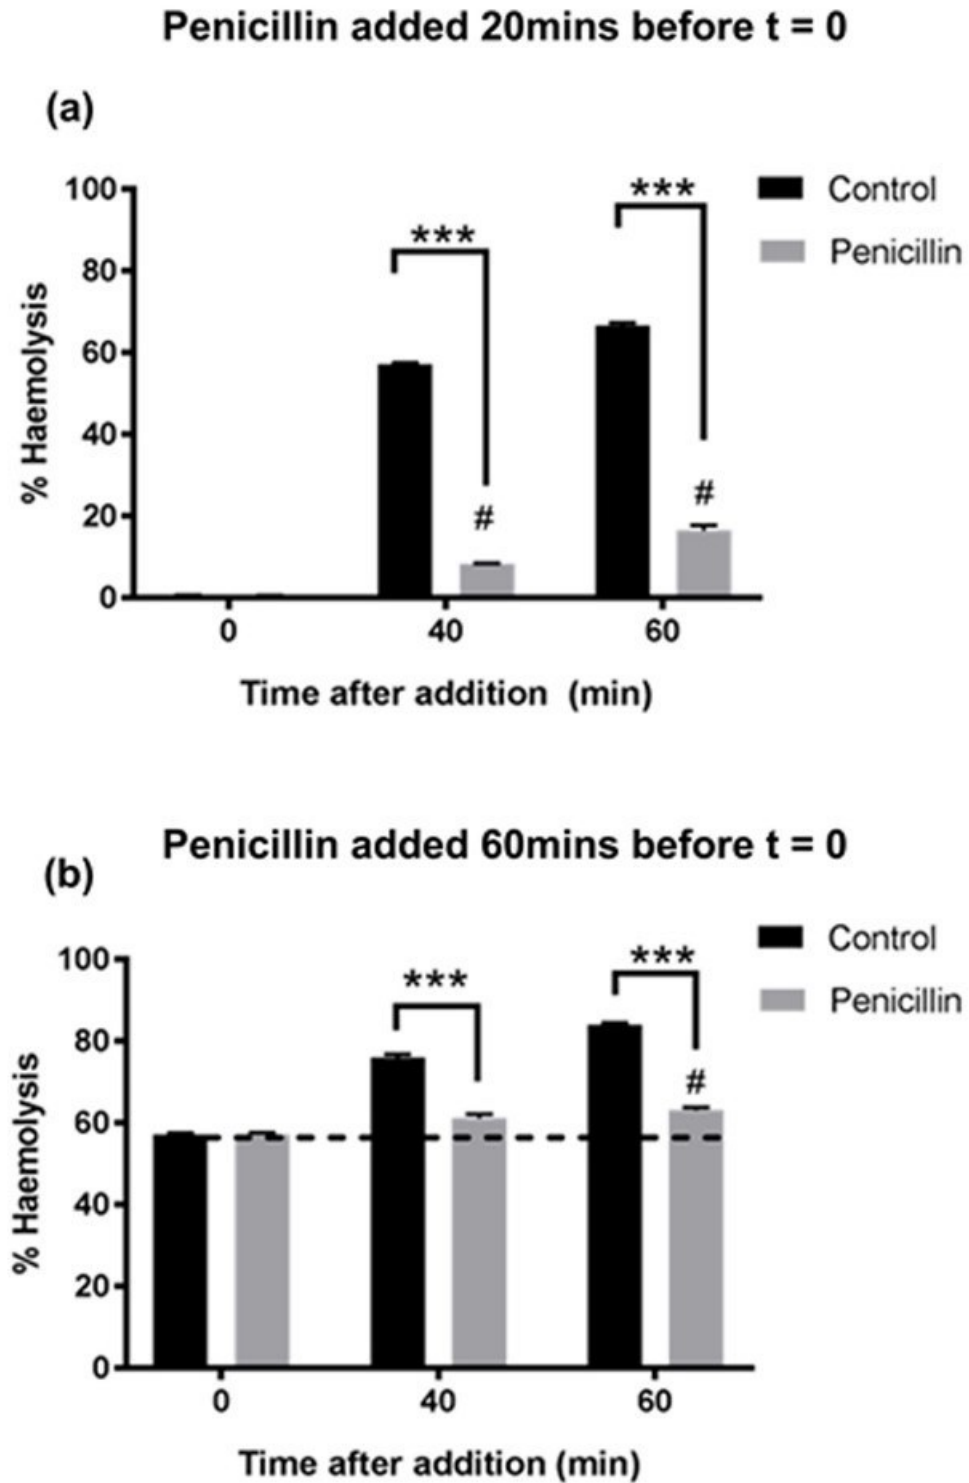 Penicillin added 20mins before t = 0
(a)
100
80
60
40
20
0
% Haemolysis
***
***
#
#
Control
Penicillin
0 40 60
Time after addition (min)
Penicillin added 60mins before t = 0
(b)
100
80
60
40
20
0
% Haemolysis
***
***
#
Control
Penicillin
0 40 60
Time after addition (min)